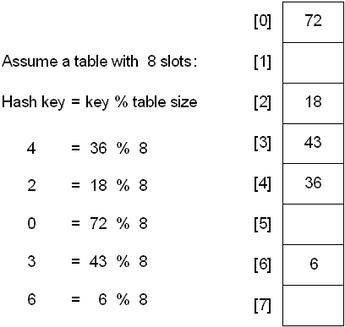 [0] 72
Assume a table with 8 slots: [1]
Hash key = key % table size [2] 18
4 = 36 % 8 [3] 43
2 = 18 % 8 [4] 36
0 = 72 % 8 [5]
3 = 43 % 8 [6] 6
6 = 6 % 8 [7]